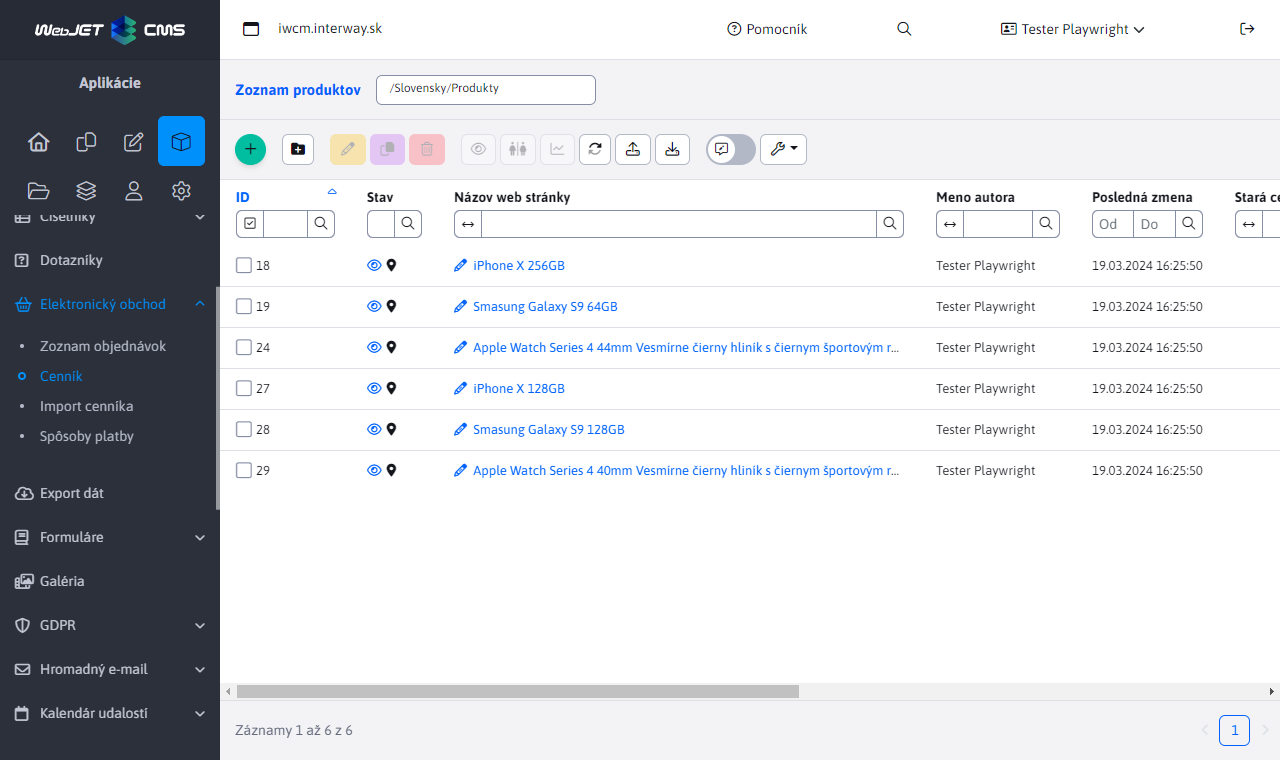 WebJET CMS
iwcm.interway.sk
Pomocník
Tester Playwright
Aplikácie
Číselníky
Dotazníky
Elektronický obchod
Zoznam objednávok
Cenník
Import cenníka
Spôsoby platby
Export dát
Formuláre
Galéria
GDPR
Hromadný e-mail
Kalendár udalostí
Zoznam produktov
/Slovensky/Produkty
ID Stav Názov web stránky Meno autora Posledná zmena Stará ce
Od Do
18 iPhone X 256GB Tester Playwright 19.03.2024 16:25:50
19 Smasung Galaxy S9 64GB Tester Playwright 19.03.2024 16:25:50
24 Apple Watch Series 4 44mm Vesmírne čierny hliník s čiernym športovým r... Tester Playwright 19.03.2024 16:25:50
27 iPhone X 128GB Tester Playwright 19.03.2024 16:25:50
28 Smasung Galaxy S9 128GB Tester Playwright 19.03.2024 16:25:50
29 Apple Watch Series 4 40mm Vesmírne čierny hliník s čiernym športovým r... Tester Playwright 19.03.2024 16:25:50
Záznamy 1 až 6 z 6
1